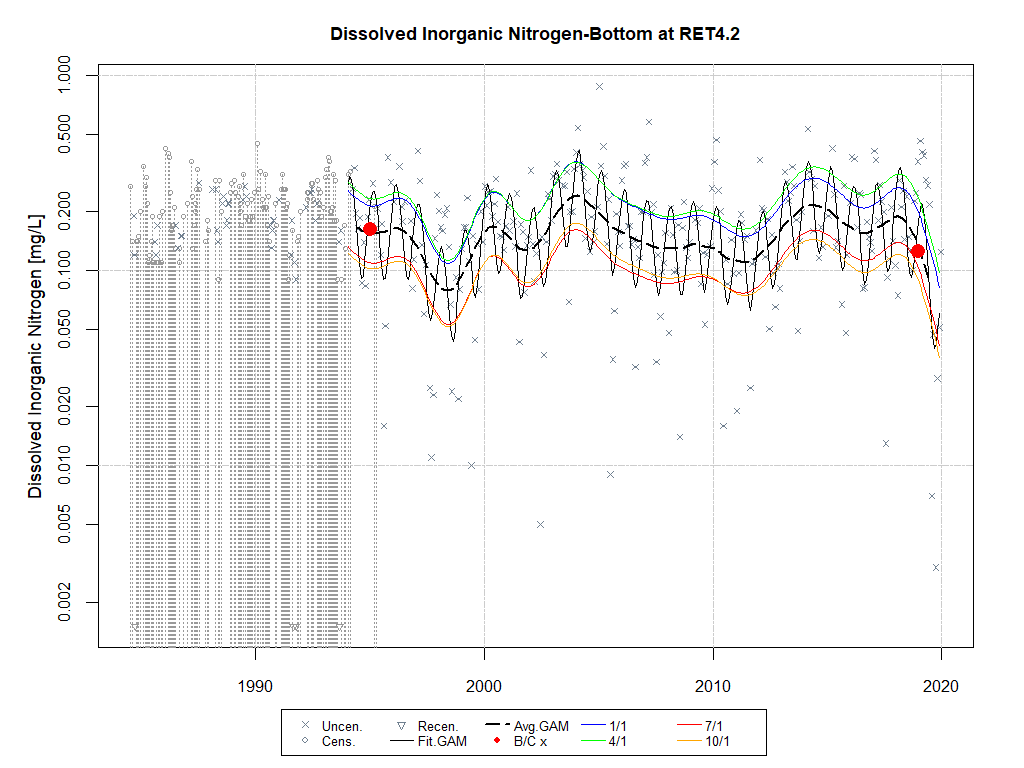 Dissolved Inorganic Nitrogen-Bottom at RET4.2
Dissolved Inorganic Nitrogen [mg/L]
1.000
0.500
0.200
0.100
0.050
0.020
0.010
0.005
0.002
1990 2000 2010 2020
Uncen. Recen. Avg.GAM 1/1 7/1
Cens. Fit.GAM B/C x 4/1 10/1